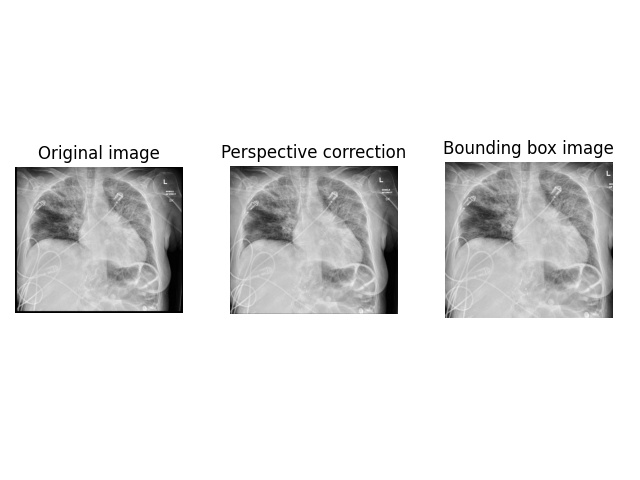 Original image
Perspective correction
Bounding box image
L
L
L